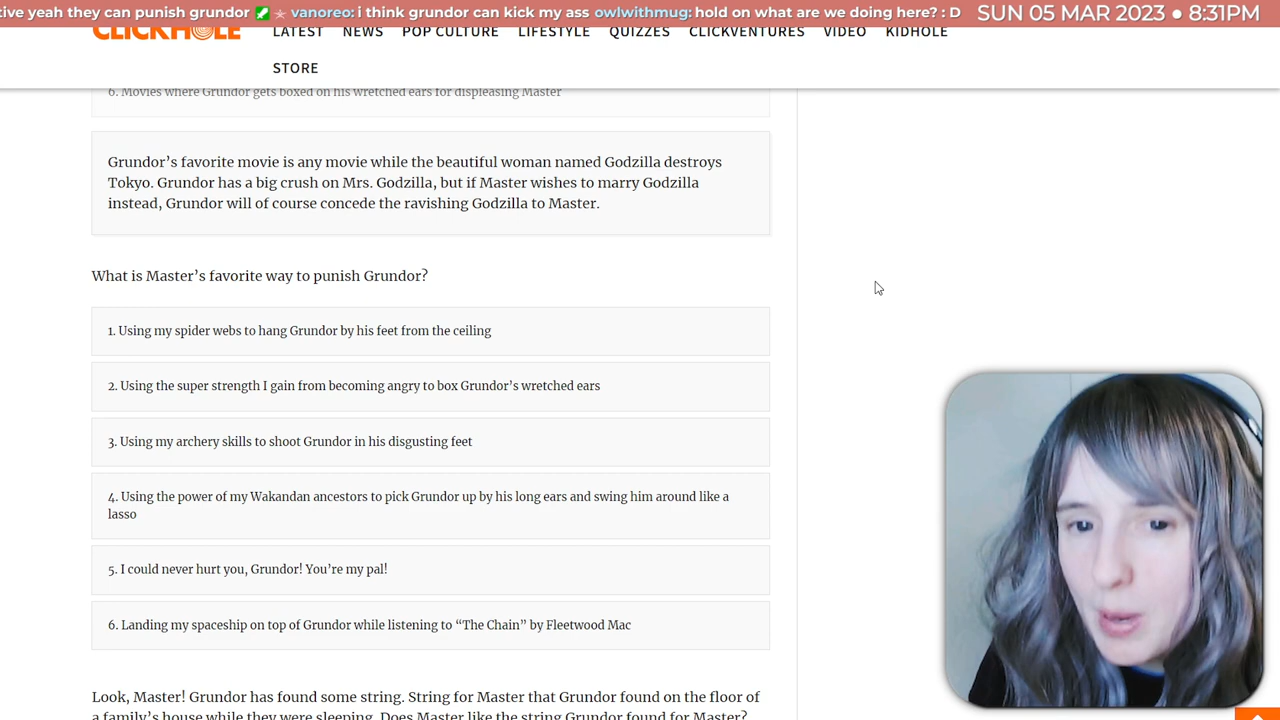 tive yeah they can punish grundor vanoreo: i think grundor can kick my ass owlwithmug: hold on what are we doing here? : D
SUN 05 MAR 2023 ● 8:31PM
CLICKHOLE
LATEST NEWS POP CULTURE LIFESTYLE QUIZZES CLICKVENTURES VIDEO KIDHOLE
STORE
6. Movies where Grundor gets boxed on his wretched ears for displeasing Master
Grundor’s favorite movie is any movie while the beautiful woman named Godzilla destroys
Tokyo. Grundor has a big crush on Mrs. Godzilla, but if Master wishes to marry Godzilla
instead, Grundor will of course concede the ravishing Godzilla to Master.
What is Master’s favorite way to punish Grundor?
1. Using my spider webs to hang Grundor by his feet from the ceiling
2. Using the super strength I gain from becoming angry to box Grundor’s wretched ears
3. Using my archery skills to shoot Grundor in his disgusting feet
4. Using the power of my Wakandan ancestors to pick Grundor up by his long ears and swing him around like a
lasso
5. I could never hurt you, Grundor! You’re my pal!
6. Landing my spaceship on top of Grundor while listening to “The Chain” by Fleetwood Mac
Look, Master! Grundor has found some string. String for Master that Grundor found on the floor of
a family’s house while they were sleeping. Does Master like the string Grundor found for Master?